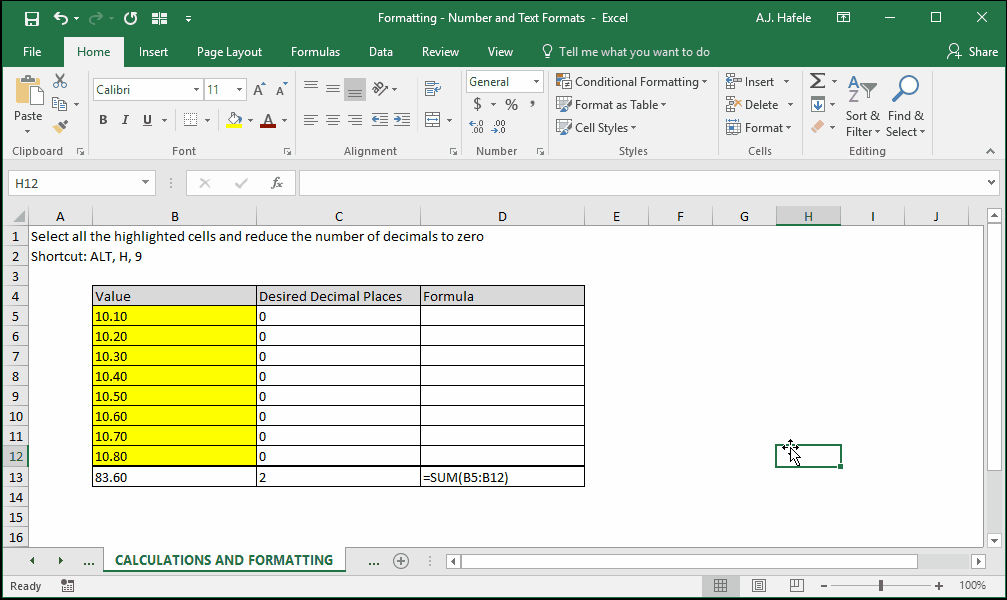 Formatting - Number and Text Formats - Excel
A.J. Hafele
File Home Insert Page Layout Formulas Data Review View Tell me what you want to do Share
Calibri 11 General Conditional Formatting Insert
Paste $ % , Format as Table Delete Sort & Find &
B I U A Cell Styles Format Filter Select
Clipboard Font Alignment Number Styles Cells Editing
H12 fx
A B C D E F G H I J
1 Select all the highlighted cells and reduce the number of decimals to zero
2 Shortcut: ALT, H, 9
3
4 Value Desired Decimal Places Formula
5 10.10 0
6 10.20 0
7 10.30 0
8 10.40 0
9 10.50 0
10 10.60 0
11 10.70 0
12 10.80 0
13 83.60 2 =SUM(B5:B12)
14
15
16
... CALCULATIONS AND FORMATTING ...
Ready 100%